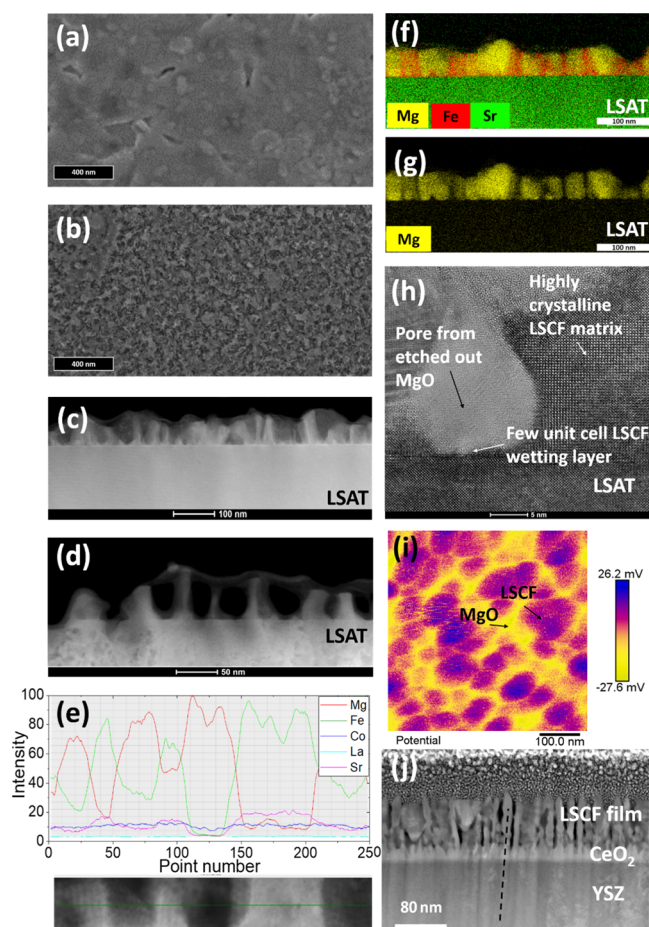 (a)
400 nm
(b)
400 nm
(c)
LSAT
100 nm
(d)
LSAT
50 nm
(e)
Intensity
100
80
60
40
20
0
0
50
100
150
200
250
Point number
Mg
Fe
Co
La
Sr
(f)
LSAT
Mg
Fe
Sr
100 nm
(g)
LSAT
Mg
100 nm
(h)
Highly
crystalline
LSCF matrix
Pore from
etched out
MgO
Few unit cell LSCF
wetting layer
LSAT
5 nm
(i)
LSCF
MgO
26.2 mV
-27.6 mV
Potential
100.0 nm
(j)
LSCF film
CeO₂
YSZ
80 nm